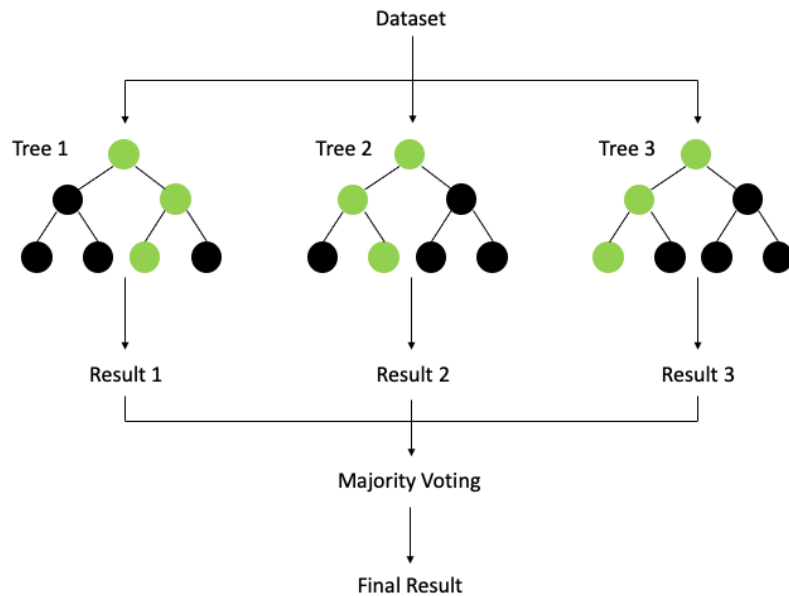 Dataset
Tree 1
Tree 2
Tree 3
Result 1
Result 2
Result 3
Majority Voting
Final Result